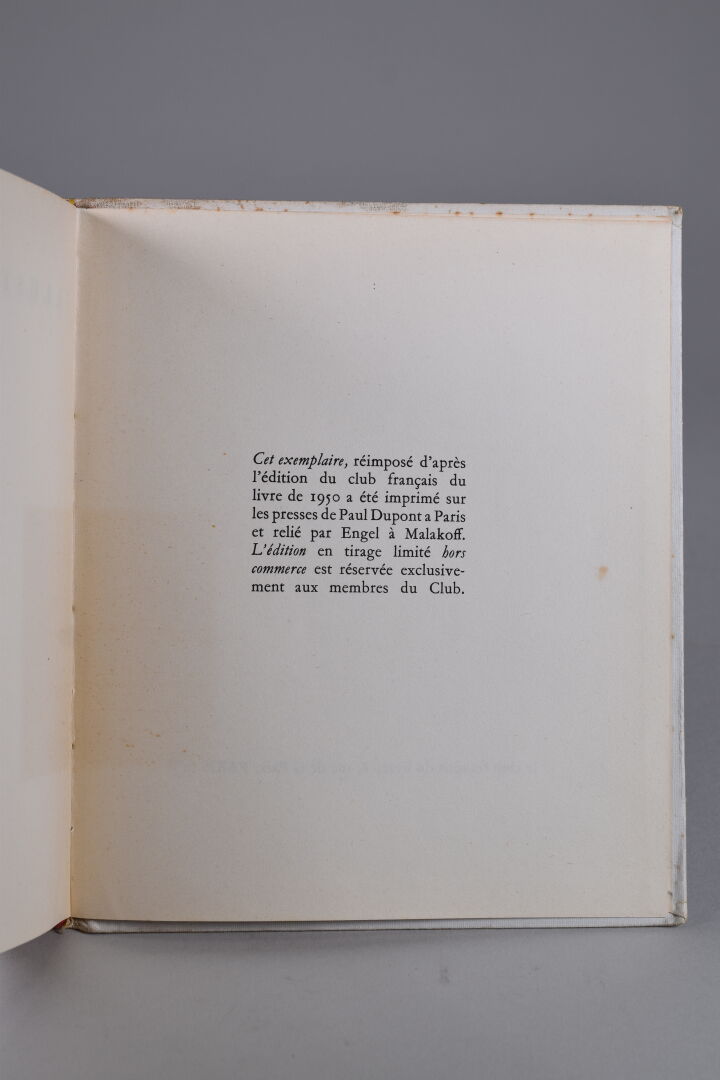 Cet exemplaire, réimposé d'après
l'édition du club français du
livre de 1950 a été imprimé sur
les presses de Paul Dupont a Paris
et relié par Engel à Malakoff.
L'édition en tirage limité hors
commerce est réservée exclusive-
ment aux membres du Club.